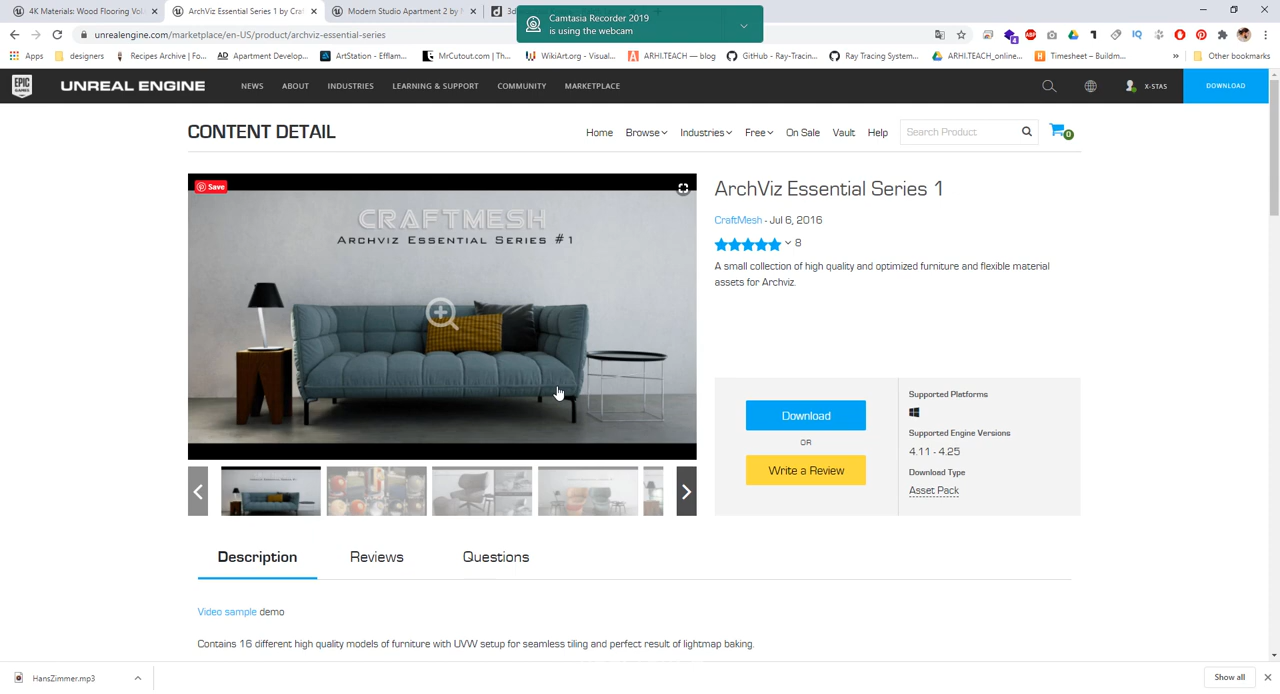 4K Materials: Wood Flooring Vol
ArchViz Essential Series 1 by Cra
Modern Studio Apartment 2 by
Camtasia Recorder 2019
is using the webcam
unrealengine.com/marketplace/en-US/product/archviz-essential-series
Apps
designers
Recipes Archive | Fo...
Apartment Develop...
ArtStation - Efflam...
MrCutout.com | Th...
WikiArt.org - Visual...
ARHI.TEACH — blog
GitHub - Ray-Tracin...
Ray Tracing System...
ARHI.TEACH_online...
Timesheet – Buildm...
Other bookmarks
EPIC GAMES
UNREAL ENGINE
NEWS
ABOUT
INDUSTRIES
LEARNING & SUPPORT
COMMUNITY
MARKETPLACE
X-STAS
DOWNLOAD
CONTENT DETAIL
Home
Browse
Industries
Free
On Sale
Vault
Help
Search Product
0
Save
CRAFTMESH
ARCHVIZ ESSENTIAL SERIES #1
ArchViz Essential Series 1
CraftMesh - Jul 6, 2016
8
A small collection of high quality and optimized furniture and flexible material
assets for Archviz.
Download
OR
Write a Review
Supported Platforms
Supported Engine Versions
4.11 - 4.25
Download Type
Asset Pack
Description
Reviews
Questions
Video sample demo
Contains 16 different high quality models of furniture with UVW setup for seamless tiling and perfect result of lightmap baking.
HansZimmer.mp3
Show all